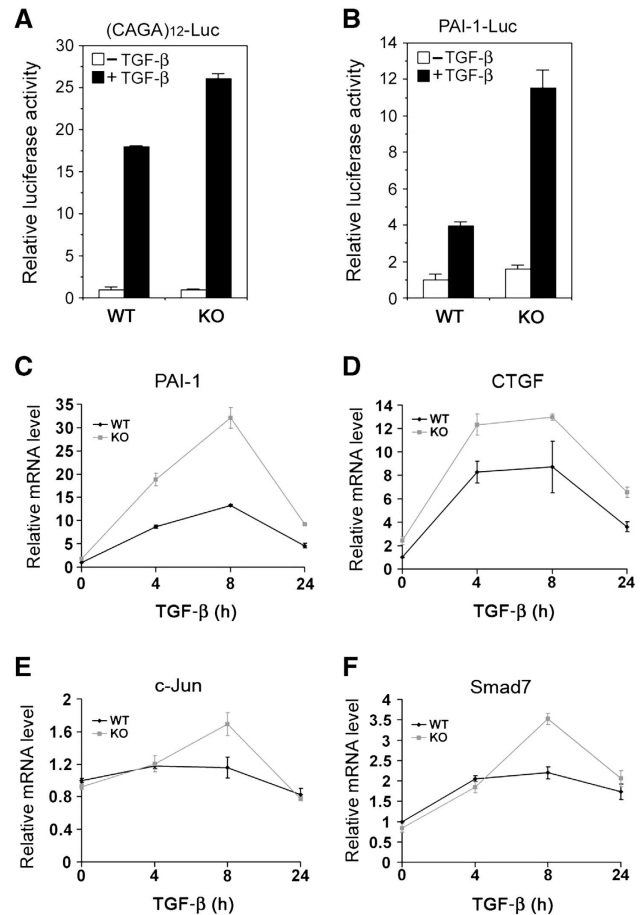 A
(CAGA)12-Luc
Relative luciferase activity
30
25
20
15
10
5
0
− TGF-β
+ TGF-β
WT KO
B
PAI-1-Luc
Relative luciferase activity
14
12
10
8
6
4
2
0
− TGF-β
+ TGF-β
WT KO
C
PAI-1
Relative mRNA level
35
30
25
20
15
10
5
0
WT
KO
0 4 8 24
TGF-β (h)
D
CTGF
Relative mRNA level
14
12
10
8
6
4
2
0
WT
KO
0 4 8 24
TGF-β (h)
E
c-Jun
Relative mRNA level
2
1.6
1.2
0.8
0.4
0
WT
KO
0 4 8 24
TGF-β (h)
F
Smad7
Relative mRNA level
4
3.5
3
2.5
2
1.5
1
0.5
0
WT
KO
0 4 8 24
TGF-β (h)